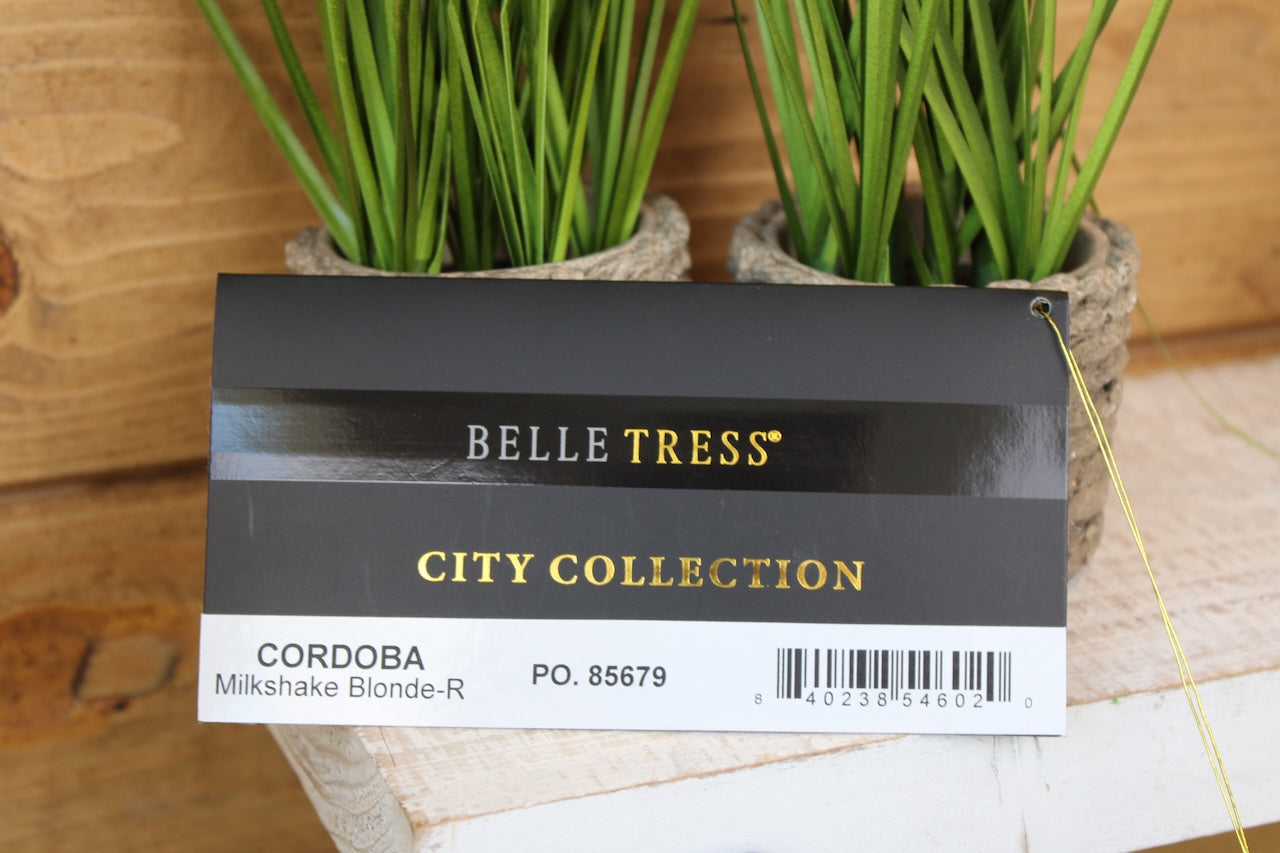 BELLE TRESS®
CITY COLLECTION
CORDOBA
Milkshake Blonde-R
PO. 85679
8 40238 54602 0